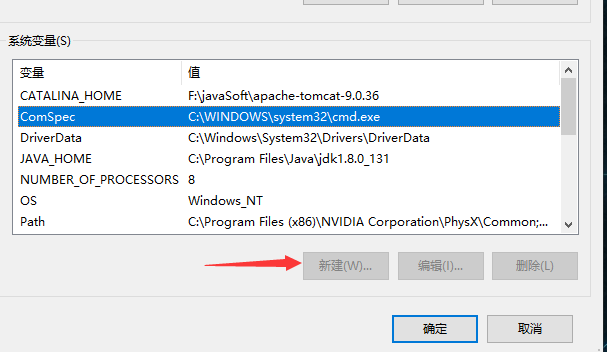 系统变量(S)
变量 值
CATALINA_HOME F:\javaSoft\apache-tomcat-9.0.36
ComSpec C:\WINDOWS\system32\cmd.exe
DriverData C:\Windows\System32\Drivers\DriverData
JAVA_HOME C:\Program Files\Java\jdk1.8.0_131
NUMBER_OF_PROCESSORS 8
OS Windows_NT
Path C:\Program Files (x86)\NVIDIA Corporation\PhysX\Common;...
新建(W)... 编辑(I)... 删除(L)
确定 取消